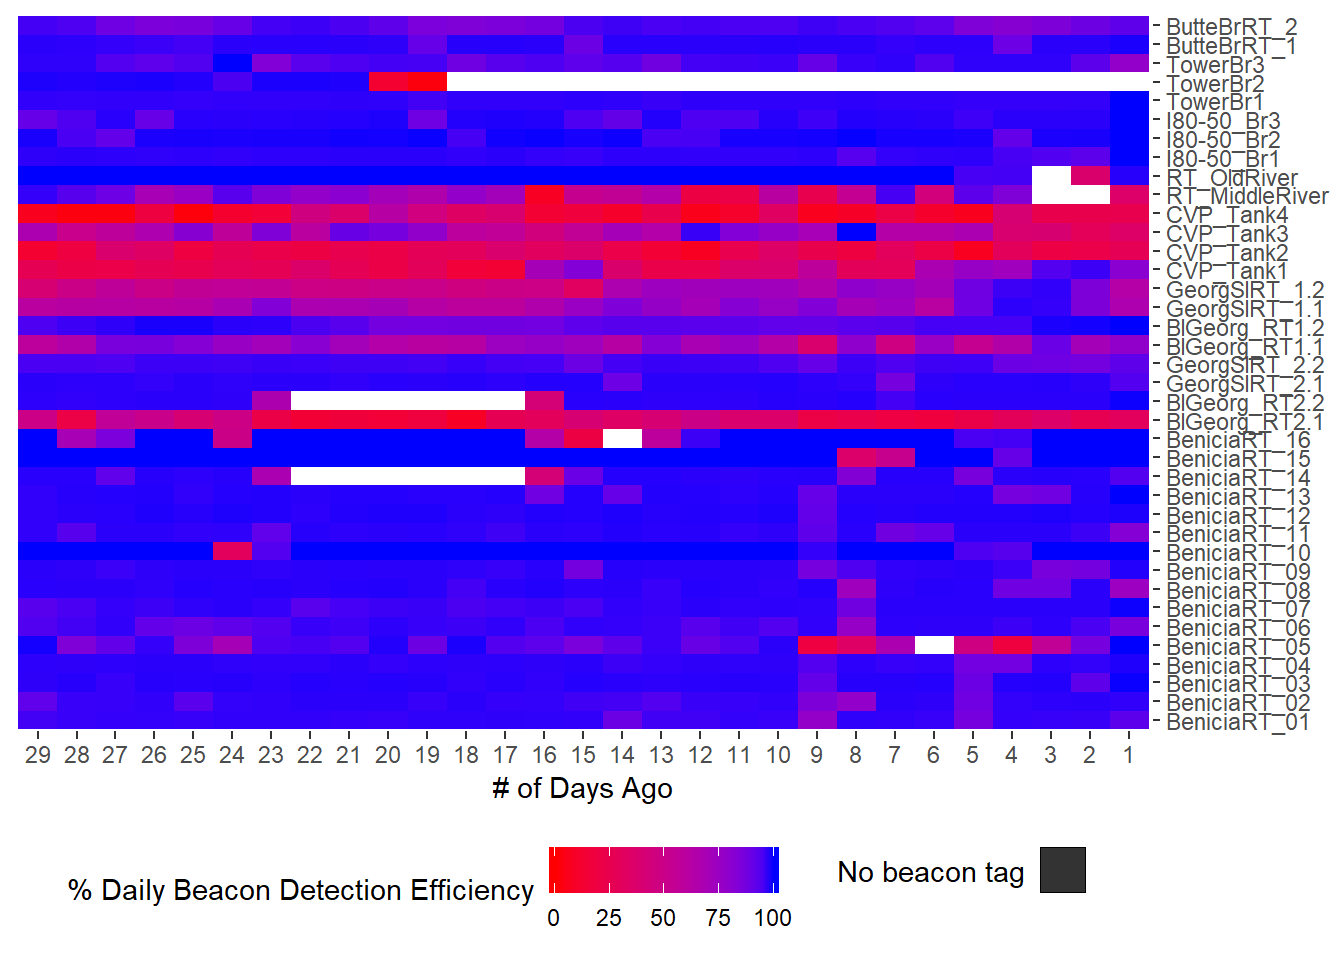 ButteBrRT_2
ButteBrRT_1
TowerBr3
TowerBr2
TowerBr1
I80-50_Br3
I80-50_Br2
I80-50_Br1
RT_OldRiver
RT_MiddleRiver
CVP_Tank4
CVP_Tank3
CVP_Tank2
CVP_Tank1
GeorgSlRT_1.2
GeorgSlRT_1.1
BlGeorg_RT1.2
BlGeorg_RT1.1
GeorgSlRT_2.2
GeorgSlRT_2.1
BlGeorg_RT2.2
BlGeorg_RT2.1
BeniciaRT_16
BeniciaRT_15
BeniciaRT_14
BeniciaRT_13
BeniciaRT_12
BeniciaRT_11
BeniciaRT_10
BeniciaRT_09
BeniciaRT_08
BeniciaRT_07
BeniciaRT_06
BeniciaRT_05
BeniciaRT_04
BeniciaRT_03
BeniciaRT_02
BeniciaRT_01
29 28 27 26 25 24 23 22 21 20 19 18 17 16 15 14 13 12 11 10 9 8 7 6 5 4 3 2 1
# of Days Ago
% Daily Beacon Detection Efficiency
0 25 50 75 100
No beacon tag